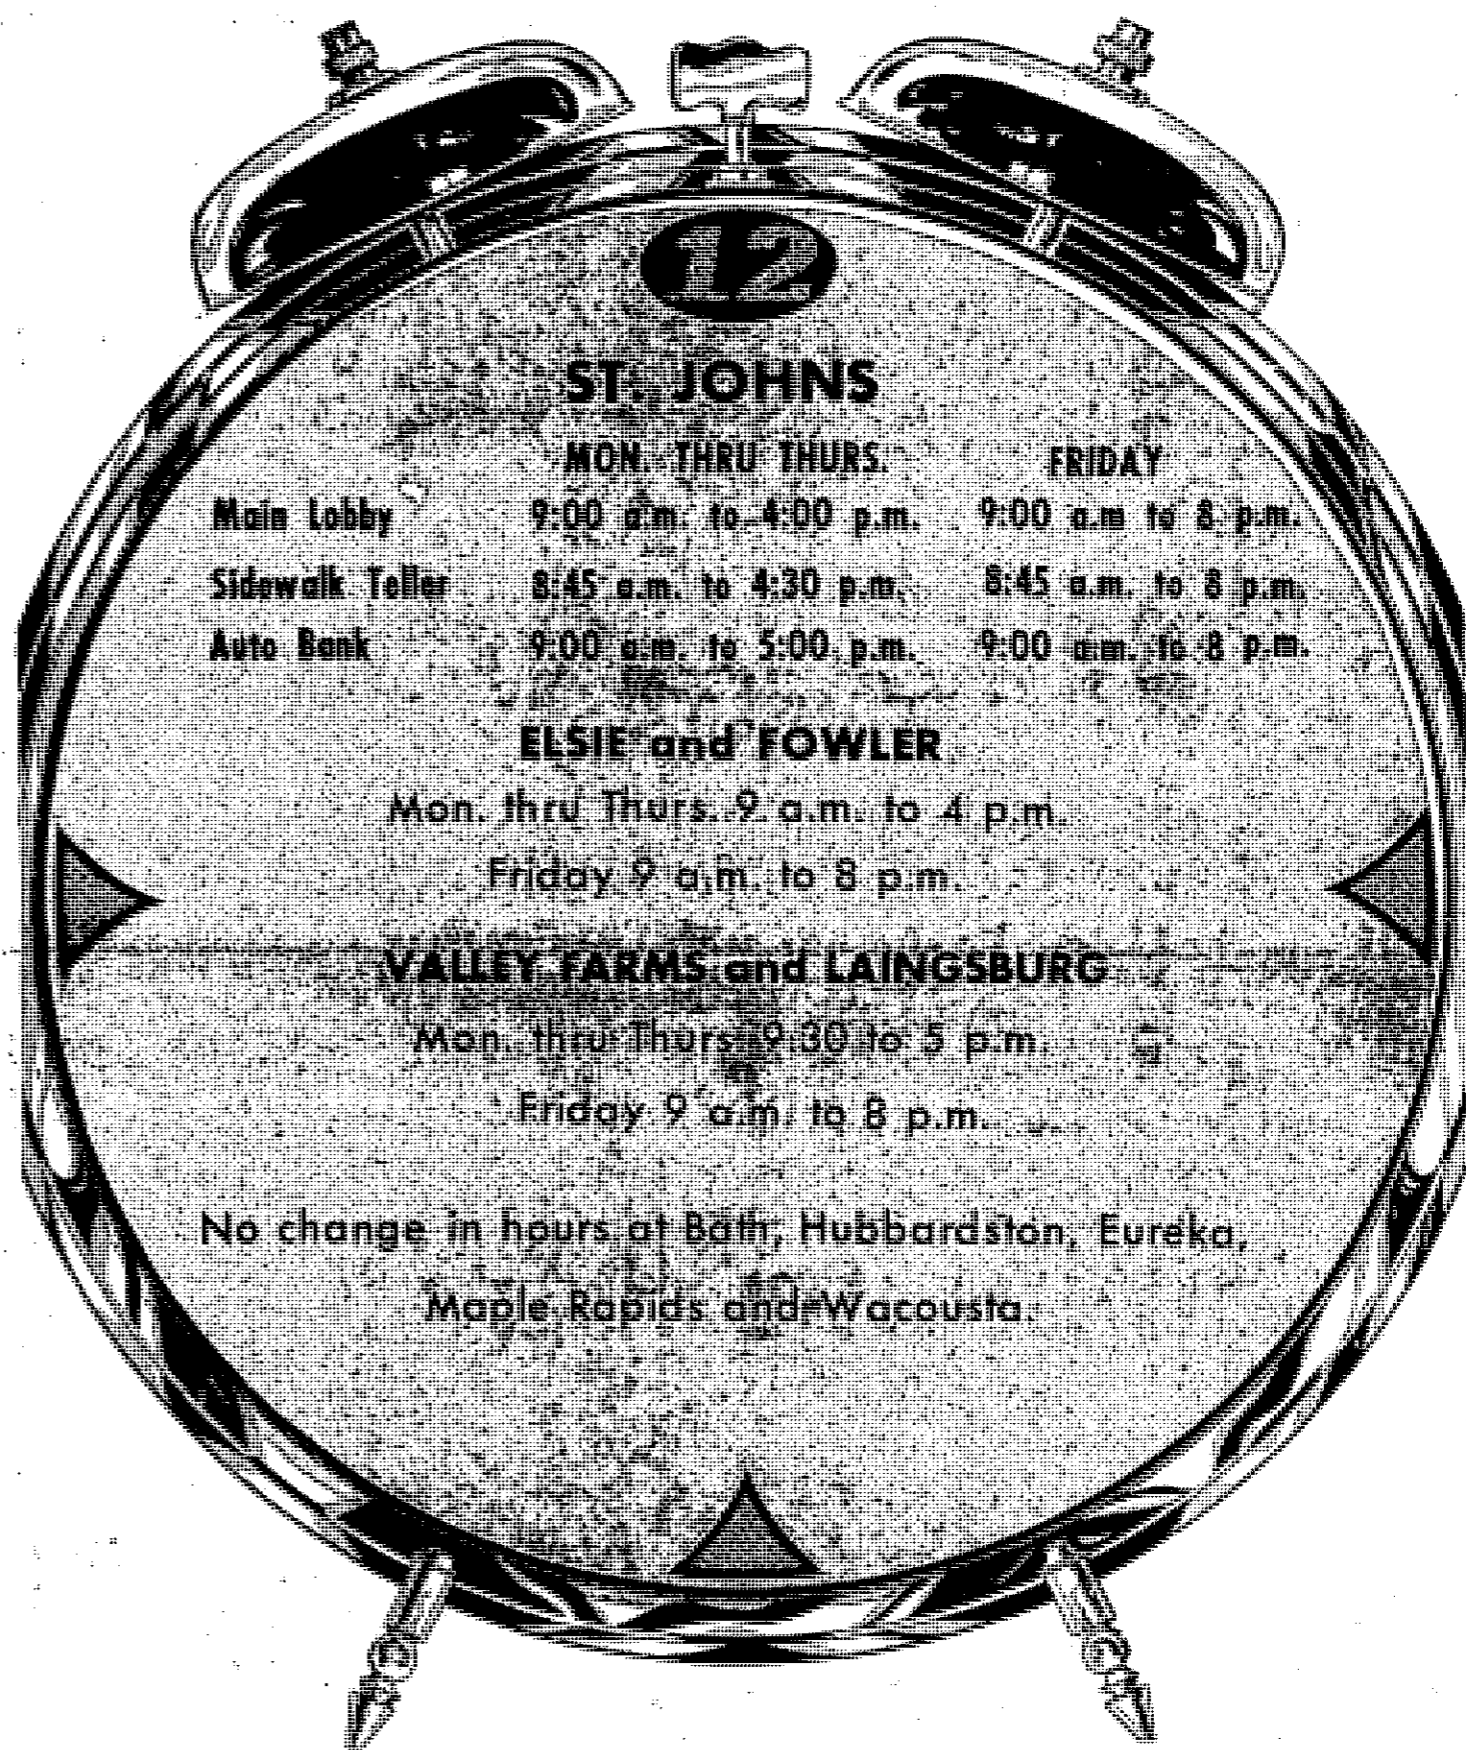 12
ST. JOHNS
MON. THRU THURS. FRIDAY
Main Lobby 9:00 a.m. to 4:00 p.m. 9:00 a.m to 8 p.m.
Sidewalk Teller 8:45 a.m. to 4:30 p.m. 8:45 a.m. to 8 p.m.
Auto Bank 9:00 a.m. to 5:00 p.m. 9:00 a.m. to 8 p.m.
ELSIE and FOWLER
Mon. thru Thurs. 9 a.m. to 4 p.m.
Friday 9 a.m. to 8 p.m.
VALLEY FARMS and LAINGSBURG
Mon. thru Thurs. 9:30 to 5 p.m.
Friday 9 a.m. to 8 p.m.
No change in hours at Bath, Hubbardston, Eureka,
Maple Rapids and Wacousta.